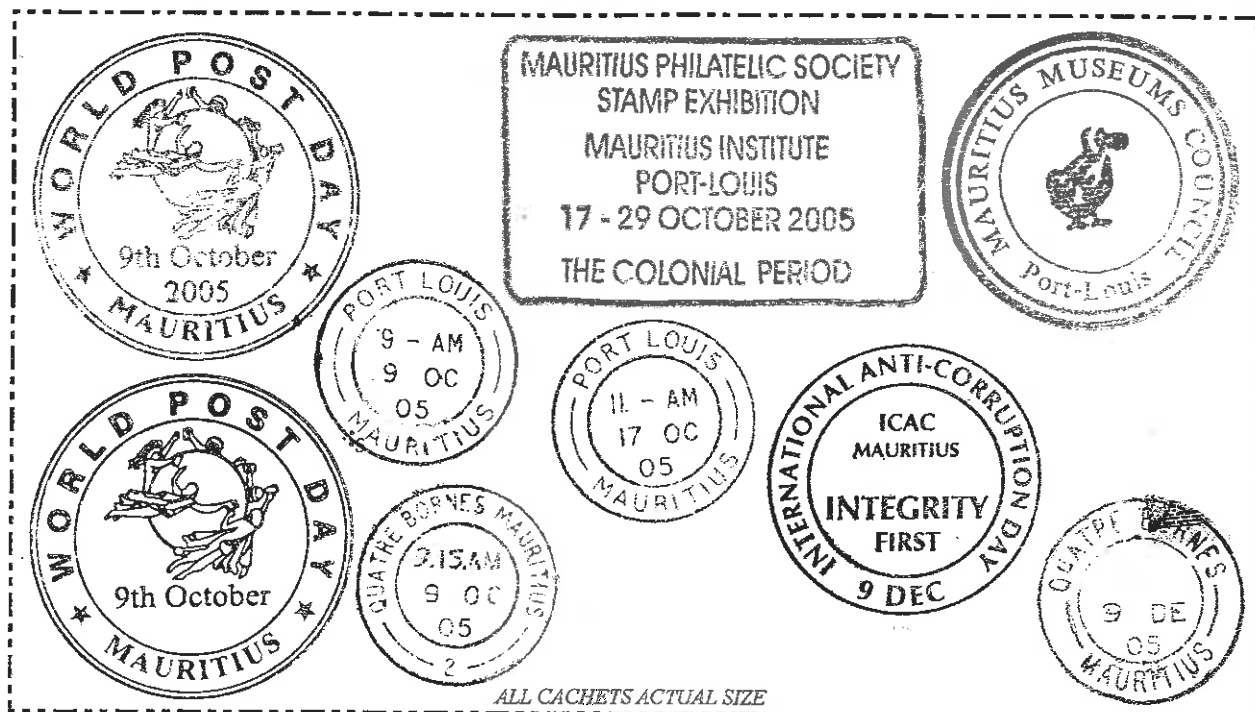 WORLD POST DAY
9th October
2005
MAURITIUS
MAURITIUS PHILATELIC SOCIETY
STAMP EXHIBITION
MAURITIUS INSTITUTE
PORT-LOUIS
17 - 29 OCTOBER 2005
THE COLONIAL PERIOD
MAURITIUS MUSEUMS COUNCIL
Port-Louis
PORT LOUIS
9 - AM
9 OC
05
MAURITIUS
PORT LOUIS
11. - AM
17 OC
05
MAURITIUS
INTERNATIONAL ANTI-CORRUPTION DAY
ICAC
MAURITIUS
INTEGRITY
FIRST
9 DEC
WORLD POST DAY
9th October
MAURITIUS
QUATRE BORNES MAURITIUS
9.15.AM
9 OC
05
2
QUATRE
9 DE
05
MAURITIUS
ALL CACHETS ACTUAL SIZE